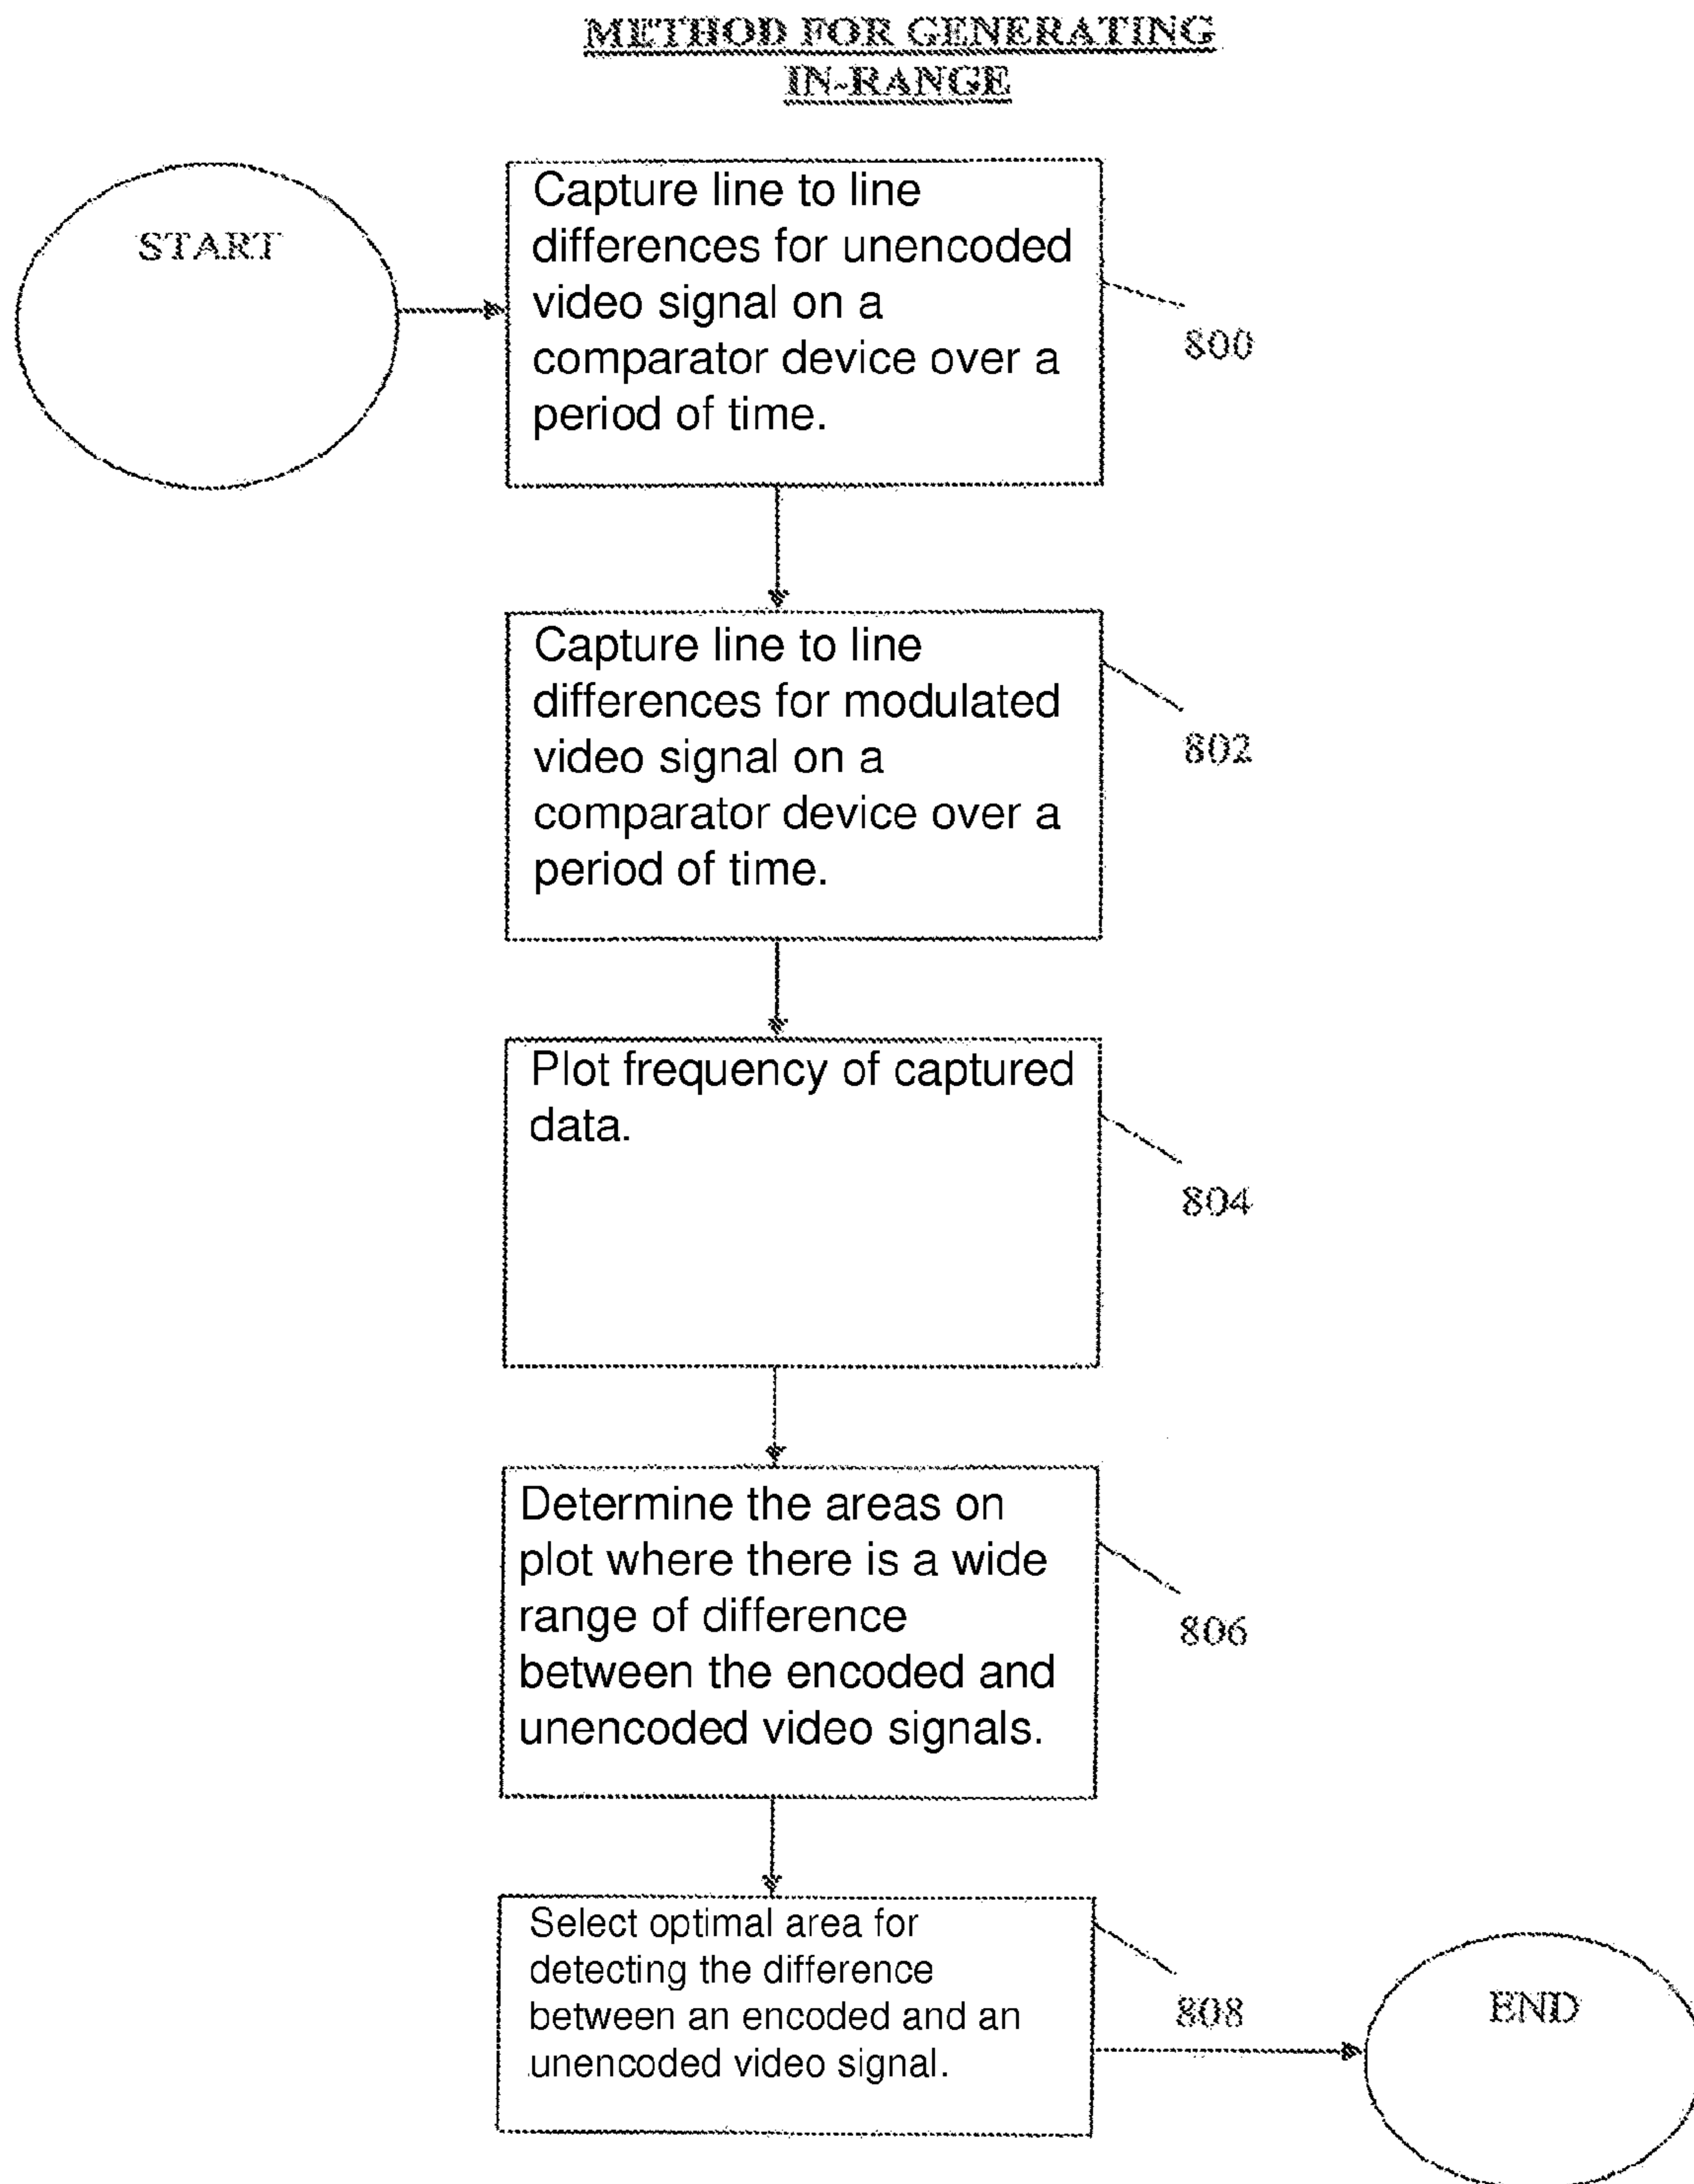 METHOD FOR GENERATING
IN-RANGE
START
Capture line to line
differences for unencoded
video signal on a
comparator device over a
period of time.
800
Capture line to line
differences for modulated
video signal on a
comparator device over a
period of time.
802
Plot frequency of captured
data.
804
Determine the areas on
plot where there is a wide
range of difference
between the encoded and
unencoded video signals.
806
Select optimal area for
detecting the difference
between an encoded and an
unencoded video signal.
808
END